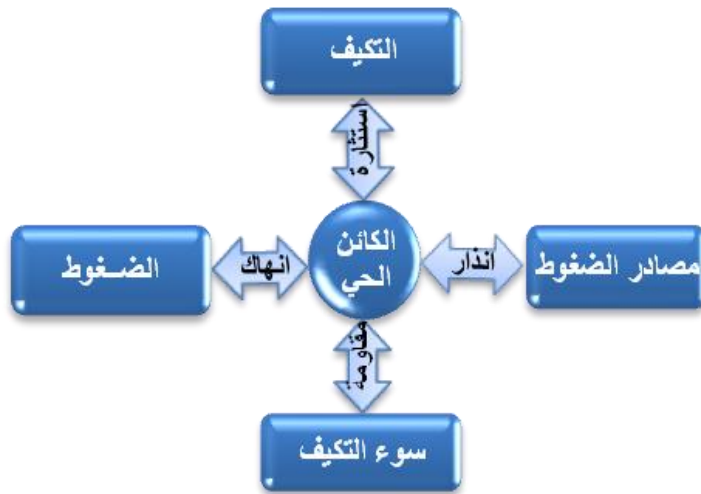 التكيف
استثارة
مصادر الضغوط
انذار
الكائن
الحي
انهاك
الضغوط
مقاومة
سوء التكيف